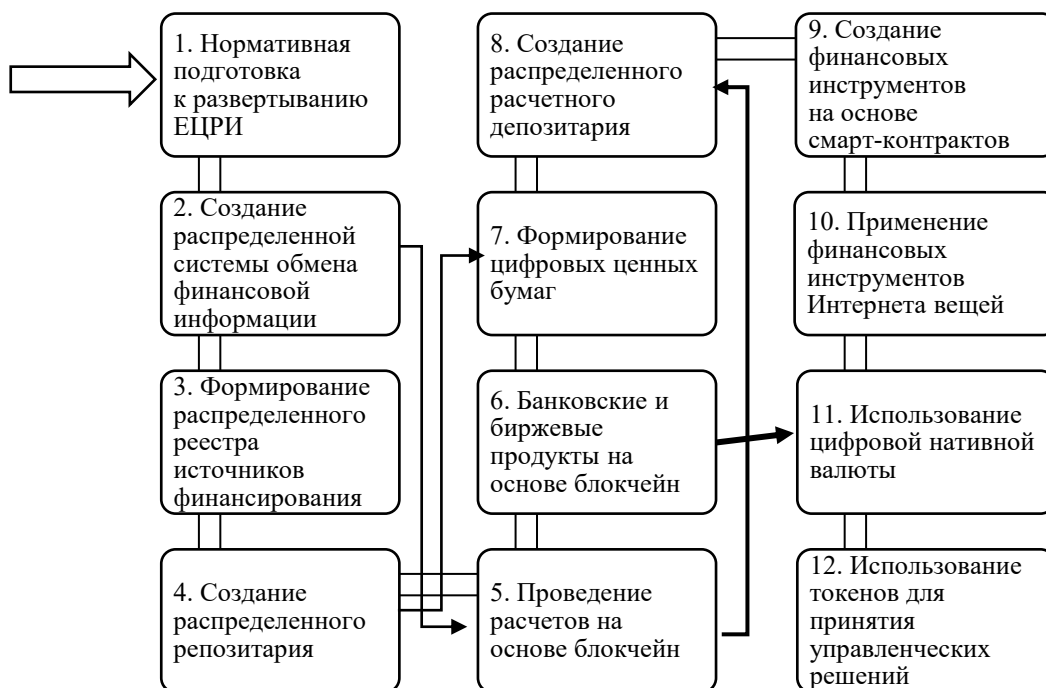 1. Нормативная
подготовка
к развертыванию
ЕЦРИ
2. Создание
распределенной
системы обмена
финансовой
информации
3. Формирование
распределенного
реестра
источников
финансирования
4. Создание
распределенного
репозитария
5. Проведение
расчетов на
основе блокчейн
6. Банковские и
биржевые
продукты на
основе блокчейн
7. Формирование
цифровых ценных
бумаг
8. Создание
распределенного
расчетного
депозитария
9. Создание
финансовых
инструментов
на основе
смарт-контрактов
10. Применение
финансовых
инструментов
Интернета вещей
11. Использование
цифровой нативной
валюты
12. Использование
токенов для
принятия
управленческих
решений